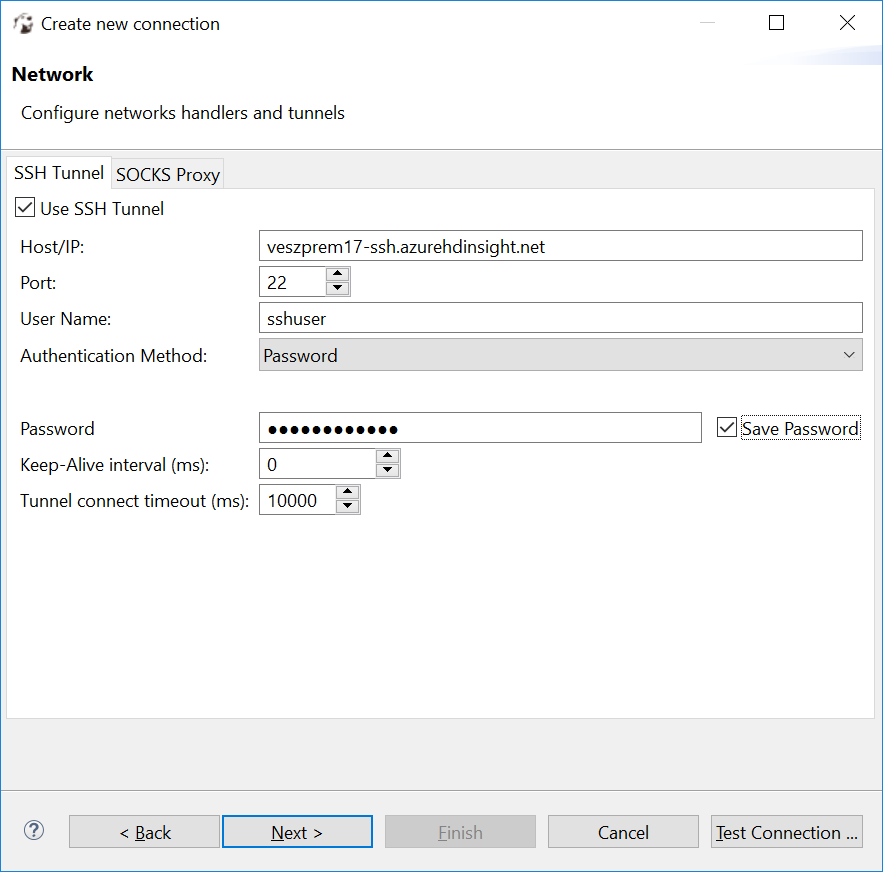 Create new connection
Network
Configure networks handlers and tunnels
SSH Tunnel SOCKS Proxy
Use SSH Tunnel
Host/IP: veszprem17-ssh.azurehdinsight.net
Port: 22
User Name: sshuser
Authentication Method: Password
Password ●●●●●●●●●●●● Save Password
Keep-Alive interval (ms): 0
Tunnel connect timeout (ms): 10000
? < Back Next > Finish Cancel Test Connection ...